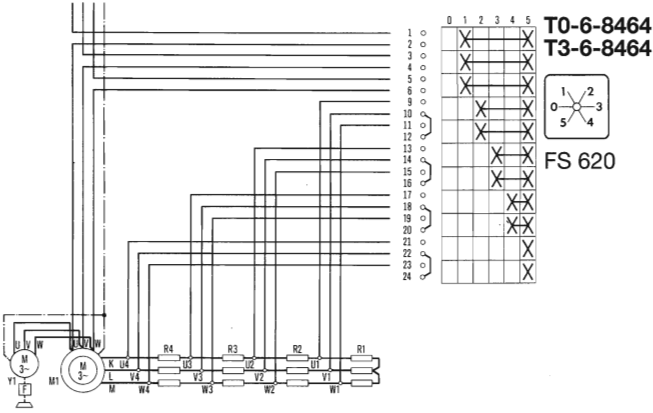 0 1 2 3 4 5
T0-6-8464
T3-6-8464
1
2
3
4
5
6
9
10
11
12
13
14
15
16
17
18
19
20
21
22
23
24
1 2
0 3
5 4
FS 620
U V W
U V W
M
3~
Y1
F
M
3~
M1
K U4 R4 U3 R3 U2 R2 U1 R1
L V4 V3 V2 V1
M W4 W3 W2 W1